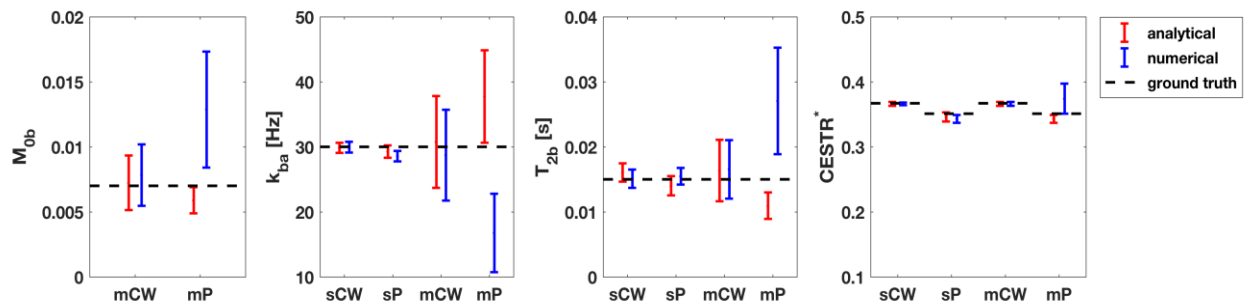 M0b
0.02
0.015
0.01
0.005
0
mCW mP
kba [Hz]
50
40
30
20
10
sCW sP mCW mP
T2b [s]
0.04
0.03
0.02
0.01
0.00
sCW sP mCW mP
CESTR*
0.5
0.4
0.3
0.2
0.1
sCW sP mCW mP
analytical
numerical
ground truth